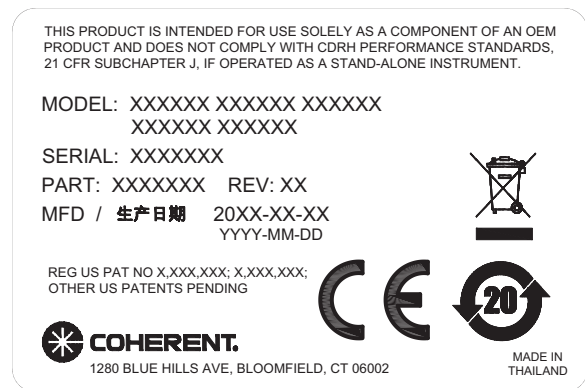 THIS PRODUCT IS INTENDED FOR USE SOLELY AS A COMPONENT OF AN OEM
PRODUCT AND DOES NOT COMPLY WITH CDRH PERFORMANCE STANDARDS,
21 CFR SUBCHAPTER J, IF OPERATED AS A STAND-ALONE INSTRUMENT.
MODEL: XXXXXX XXXXXX XXXXXX
XXXXXX XXXXXX
SERIAL: XXXXXXX
PART: XXXXXXX REV: XX
MFD / 生产日期 20XX-XX-XX
YYYY-MM-DD
REG US PAT NO X,XXX,XXX; X,XXX,XXX;
OTHER US PATENTS PENDING
CE
20
COHERENT.
1280 BLUE HILLS AVE, BLOOMFIELD, CT 06002
MADE IN
THAILAND